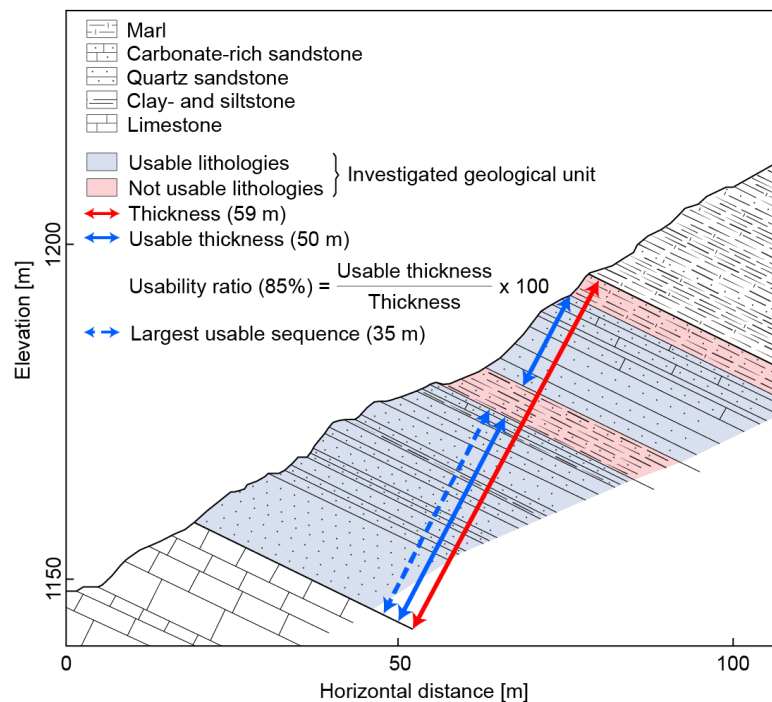 Marl
Carbonate-rich sandstone
Quartz sandstone
Clay- and siltstone
Limestone
Usable lithologies
Not usable lithologies
Investigated geological unit
Thickness (59 m)
Usable thickness (50 m)
Usability ratio (85%) = Usable thickness / Thickness x 100
Largest usable sequence (35 m)
Elevation [m]
1200
1150
0
50
100
Horizontal distance [m]